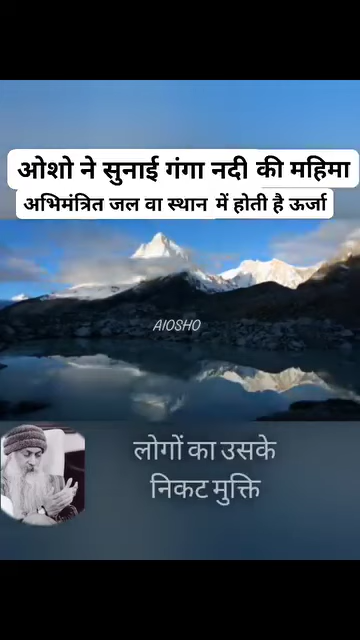 ओशो ने सुनाई गंगा नदी की महिमा
अभिमंत्रित जल वा स्थान में होती है ऊर्जा
AIOSHO
लोगों का उसके
निकट मुक्ति